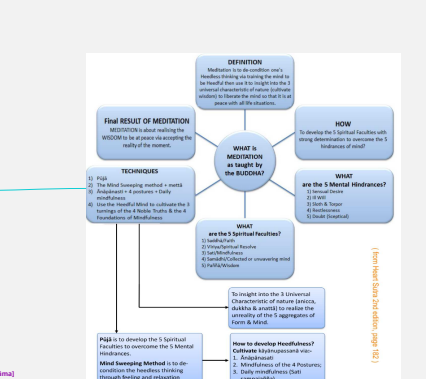 DEFINITION
Meditation is to de-condition one's
Heedless thinking via training the mind to
be Heedful then use it to insight into the 3
universal characteristic of nature (cultivate
wisdom) to liberate the mind so that it is at
peace with all life situations.
Final RESULT OF MEDITATION
MEDITATION is about realising the
WISDOM to be at peace via accepting the
reality of the moment.
HOW
To develop the 5 Spiritual Faculties with
strong determination to overcome the 5
hindrances of mind?
WHAT is
MEDITATION
as taught by
the BUDDHA?
TECHNIQUES
1) Pūjā
2) The Mind Sweeping method + mettā
3) Ānāpānasti + 4 postures + Daily
mindfulness
4) Use the Heedful Mind to cultivate the 3
turnings of the 4 Noble Truths & the 4
Foundations of Mindfulness
WHAT
are the 5 Mental Hindrances?
1) Sensual Desire
2) Ill Will
3) Sloth & Torpor
4) Restlessness
5) Doubt (Sceptical)
WHAT
are the 5 Spiritual Faculties?
1) Saddhā/Faith
2) Viriya/Spiritual Resolve
3) Sati/Mindfulness
4) Samādhi/Collected or unwavering mind
5) Pañña/Wisdom
( from Heart Sutra 2nd edition, page 182 )
To insight into the 3 Universal
Characteristic of nature (anicca,
dukkha & anattā) to realize the
unreality of the 5 aggregates of
Form & Mind.
Pūjā is to develop the 5 Spiritual
Faculties to overcome the 5 Mental
Hindrances.
Mind Sweeping Method is to de-
condition the heedless thinking
through feeling and relaxation
How to develop Heedfulness?
Cultivate kāyānupassanā via:-
1. Ānāpānasati
2. Mindfulness of the 4 Postures;
3. Daily mindfulness (Sati